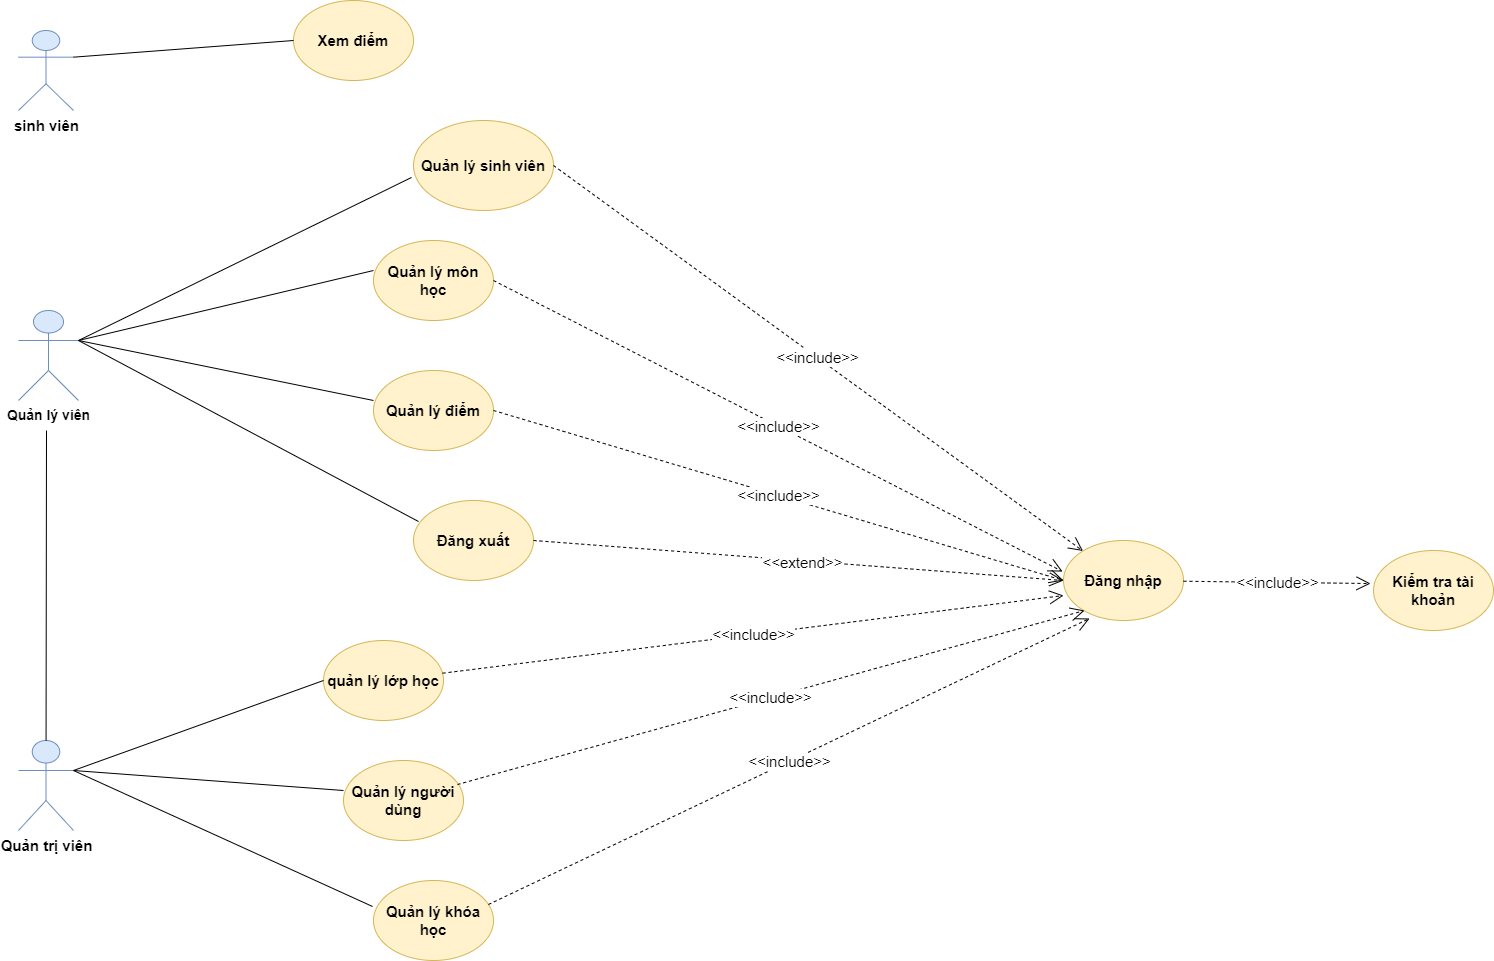 Xem điểm
sinh viên
Quản lý sinh viên
Quản lý môn
học
<<include>>
Quản lý viên
Quản lý điểm
<<include>>
<<include>>
Đăng xuất
<<extend>>
Đăng nhập
<<include>>
Kiểm tra tài
khoản
<<include>>
quản lý lớp học
<<include>>
<<include>>
Quản lý người
dùng
Quản trị viên
Quản lý khóa
học